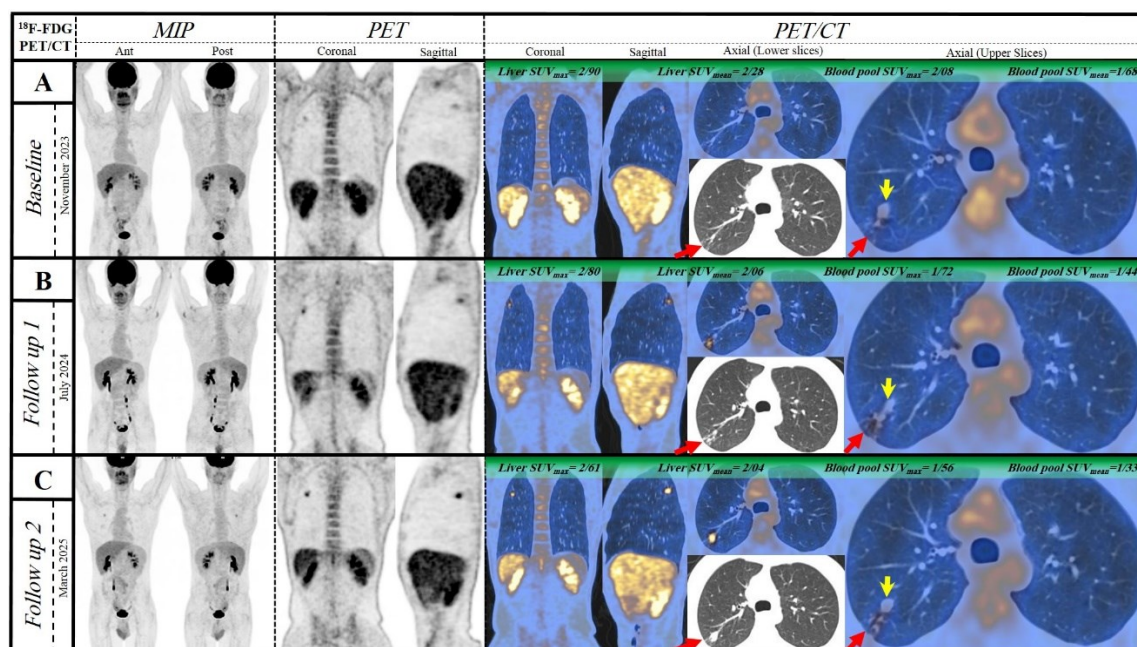 ¹⁸F-FDG
PET/CT
MIP
PET
PET/CT
Ant
Post
Coronal
Sagittal
Coronal
Sagittal
Axial (Lower slices)
Axial (Upper Slices)
A
Baseline
November 2023
Liver SUVmax= 2/90
Liver SUVmean= 2/28
Blood pool SUVmax= 2/08
Blood pool SUVmean= 1/68
B
Follow up 1
July 2024
Liver SUVmax= 2/80
Liver SUVmean= 2/06
Blood pool SUVmax= 1/72
Blood pool SUVmean= 1/44
C
Follow up 2
March 2025
Liver SUVmax= 2/61
Liver SUVmean= 2/04
Blood pool SUVmax= 1/56
Blood pool SUVmean= 1/33